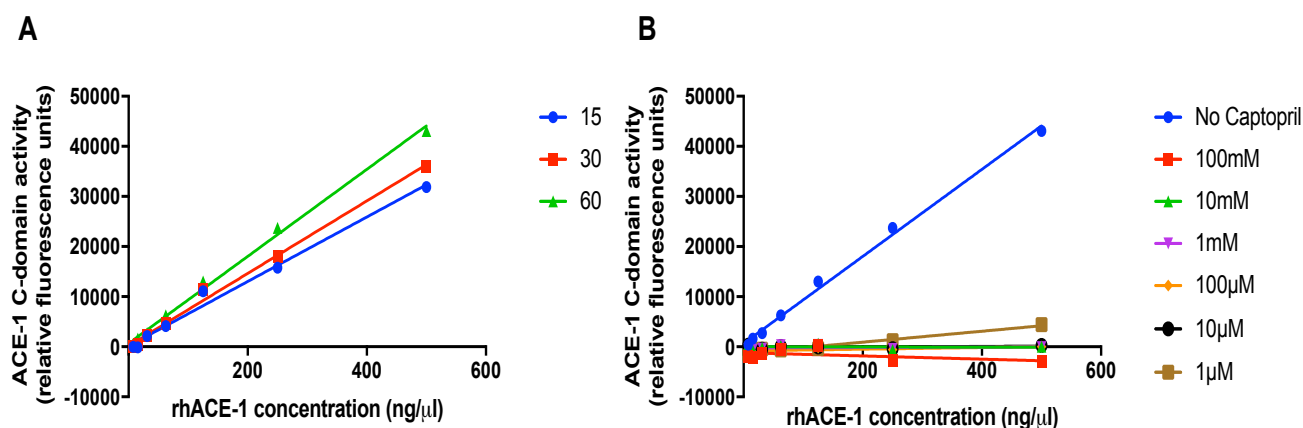 A
ACE-1 C-domain activity
(relative fluorescence units)
50000
40000
30000
20000
10000
0
-10000
200
400
600
rhACE-1 concentration (ng/μl)
15
30
60
B
ACE-1 C-domain activity
(relative fluorescence units)
50000
40000
30000
20000
10000
0
-10000
200
400
600
rhACE-1 concentration (ng/μl)
No Captopril
100mM
10mM
1mM
100μM
10μM
1μM